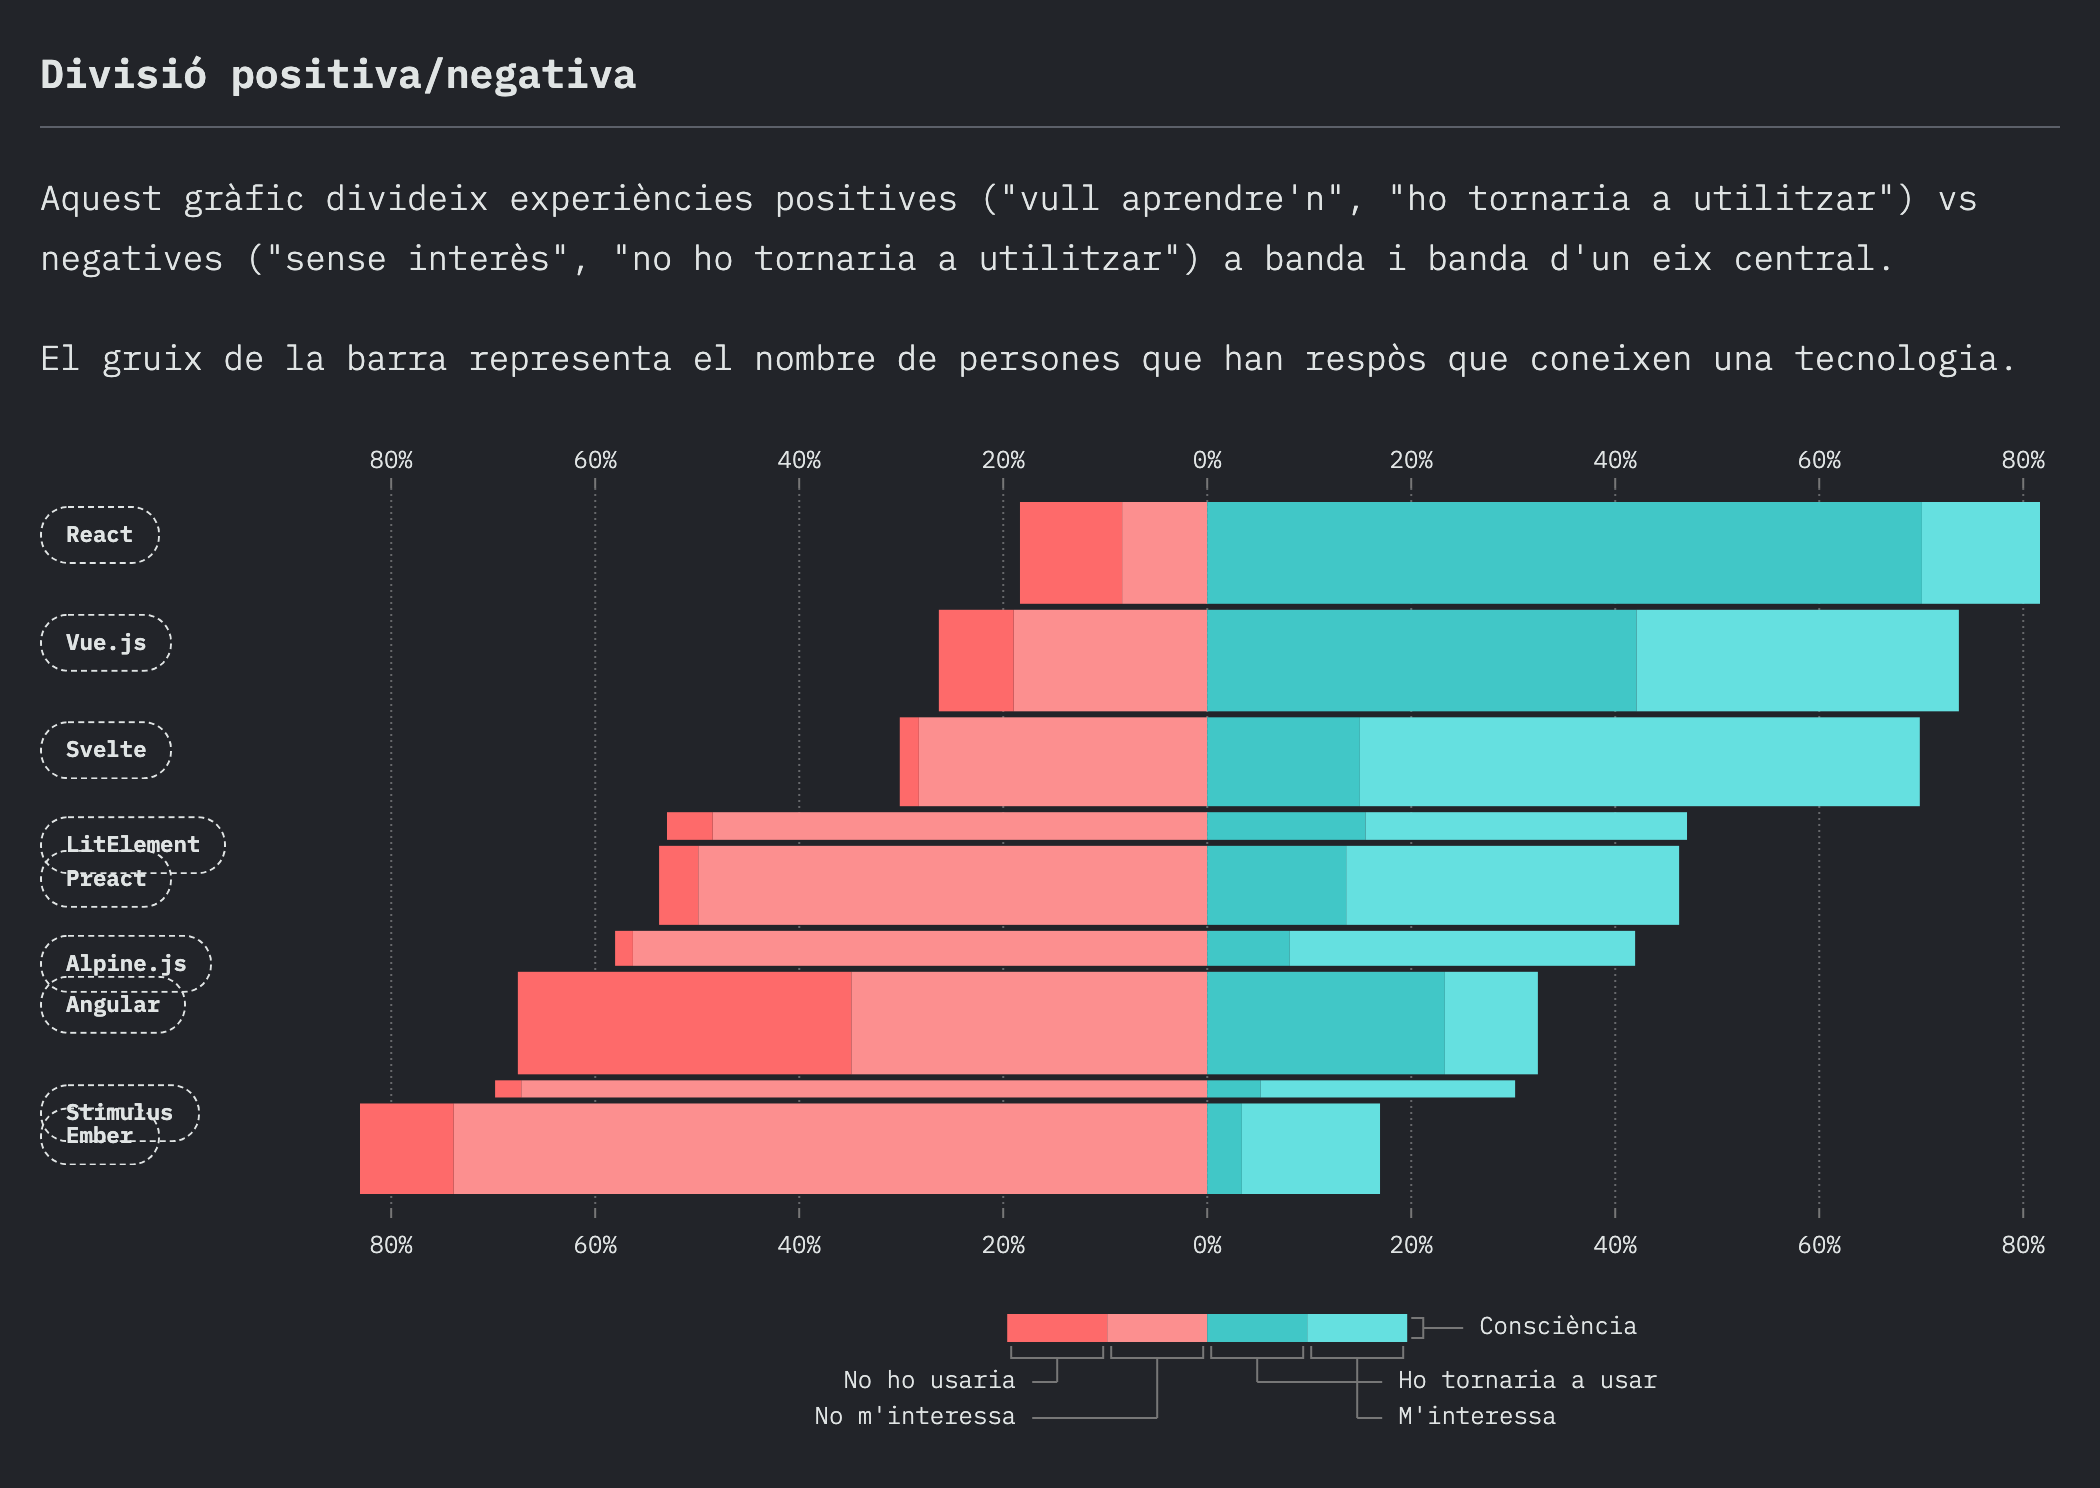 Divisió positiva/negativa
Aquest gràfic divideix experiències positives ("vull aprendre'n", "ho tornaria a utilitzar") vs
negatives ("sense interès", "no ho tornaria a utilitzar") a banda i banda d'un eix central.
El gruix de la barra representa el nombre de persones que han respòs que coneixen una tecnologia.
80% 60% 40% 20% 0% 20% 40% 60% 80%
React
Vue.js
Svelte
LitElement
Preact
Alpine.js
Angular
Stimulus
Ember
80% 60% 40% 20% 0% 20% 40% 60% 80%
Consciència
No ho usaria Ho tornaria a usar
No m'interessa M'interessa